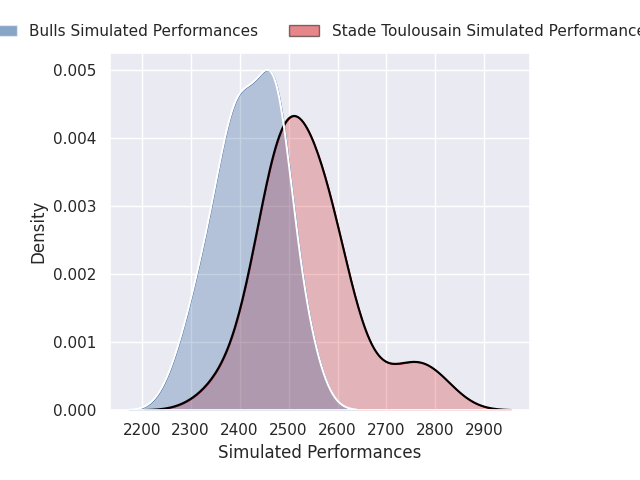 Bulls Simulated Performances
Stade Toulousain Simulated Performance
0.005
0.004
0.003
0.002
0.001
0.000
Density
2200 2300 2400 2500 2600 2700 2800 2900
Simulated Performances